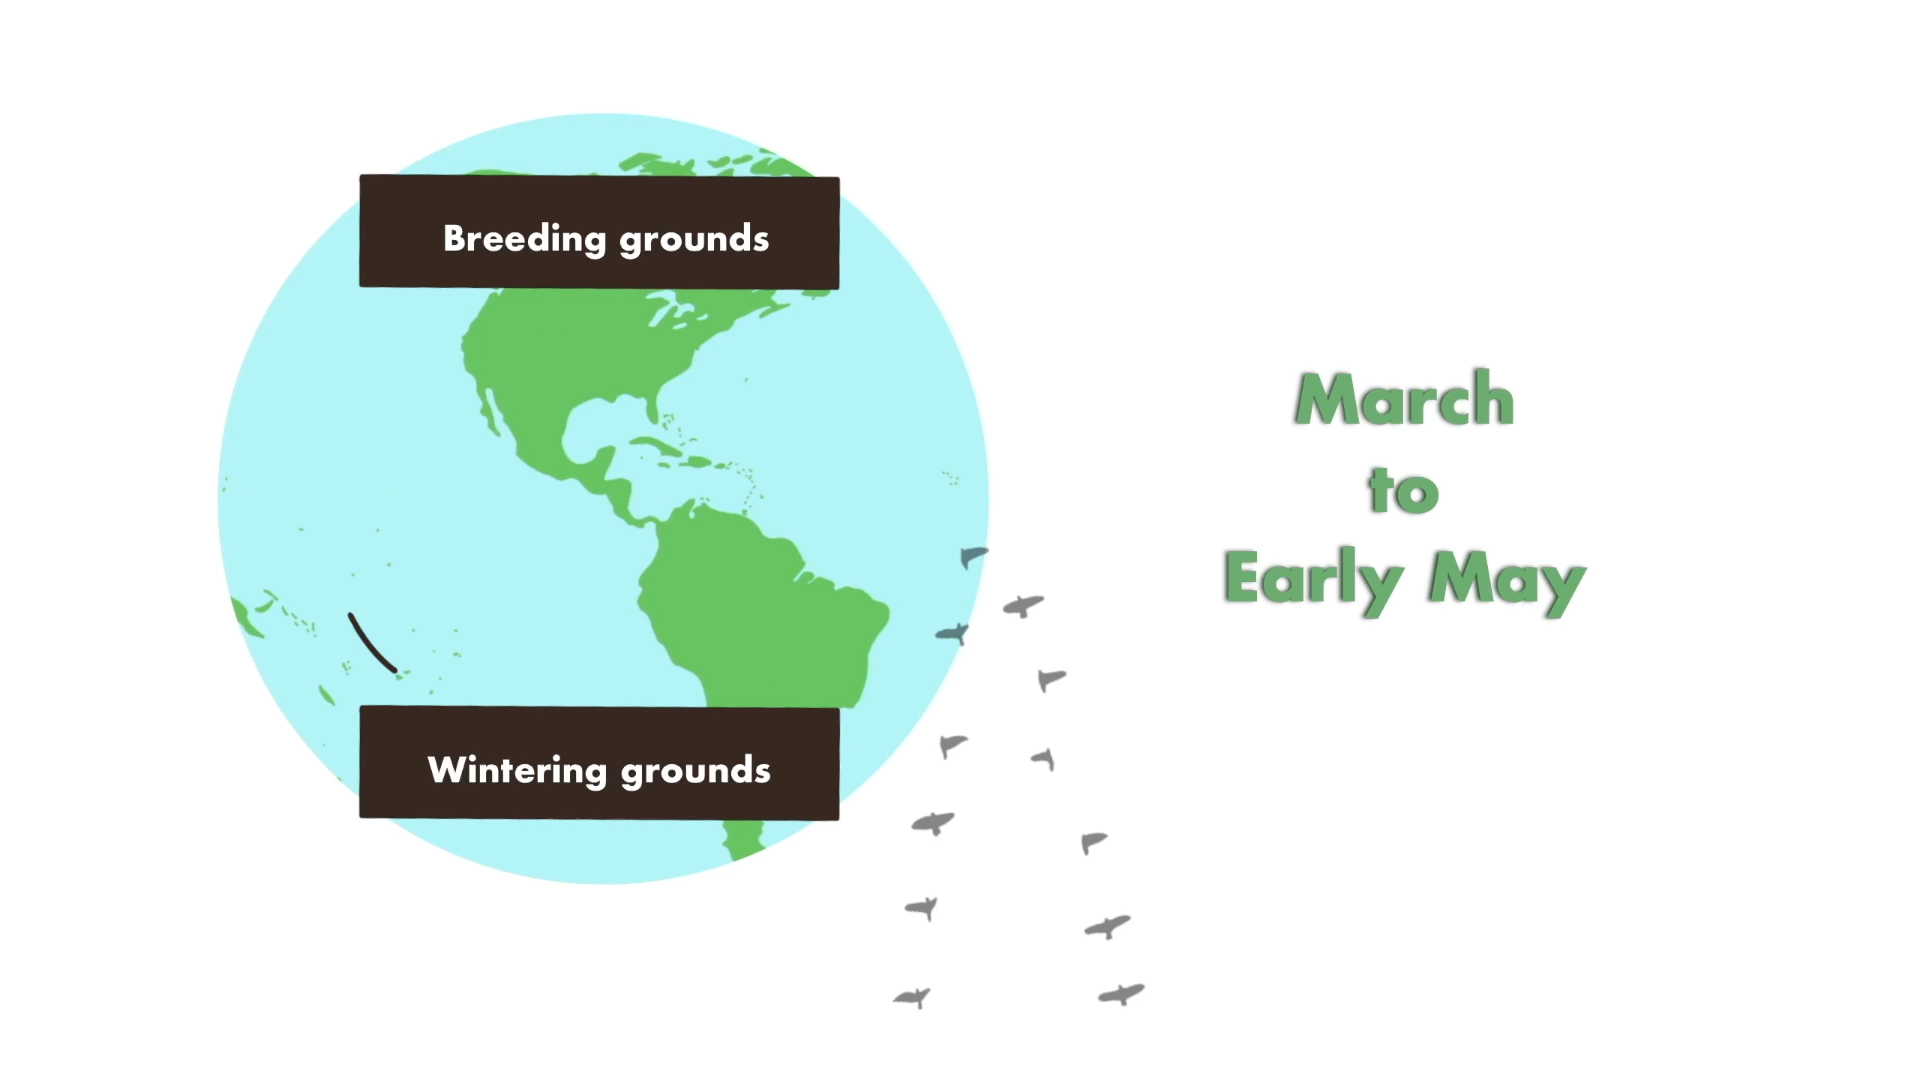 Breeding grounds
March
to
Early May
Wintering grounds